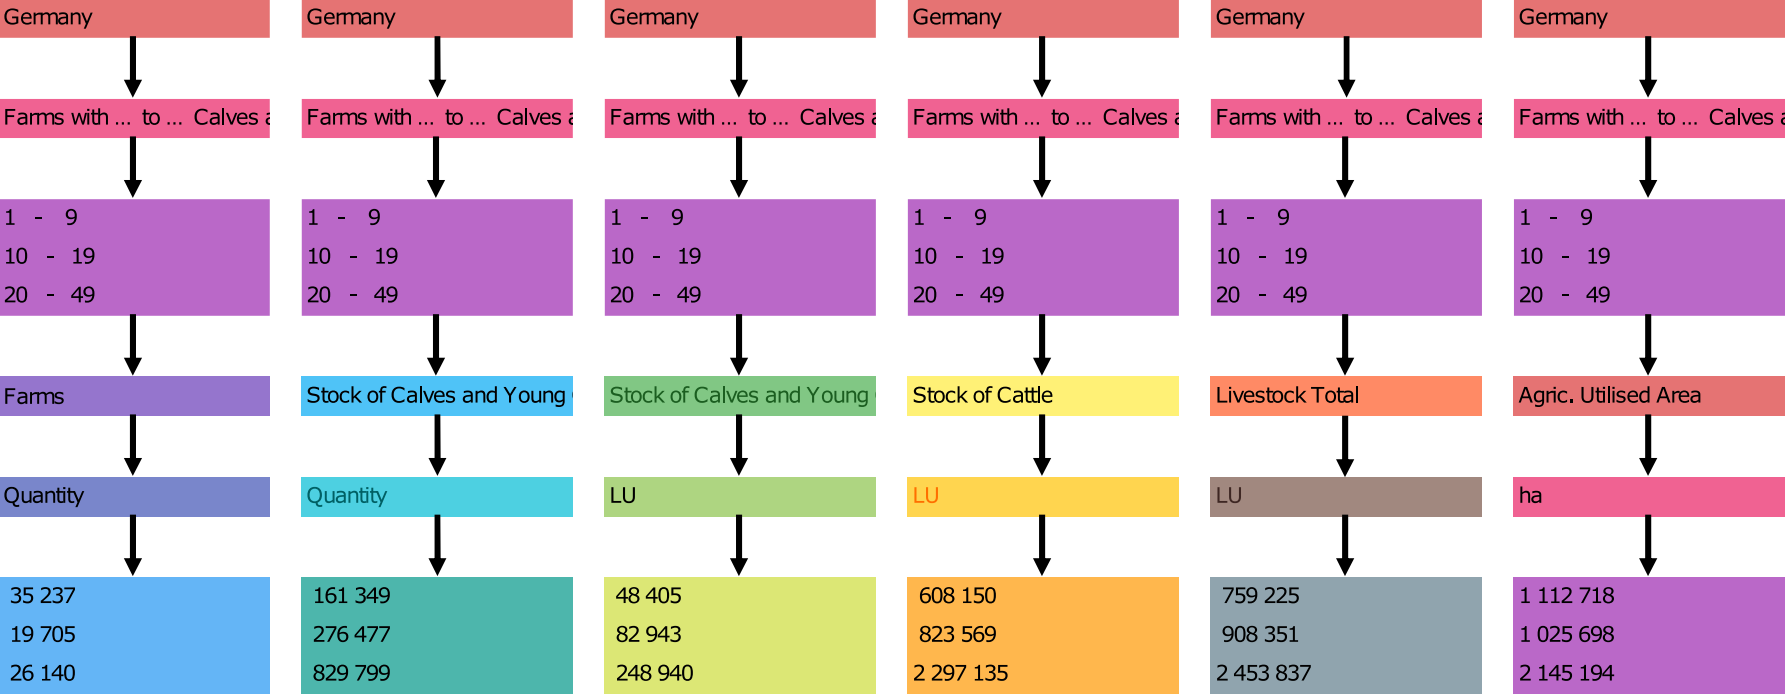 Germany Germany Germany Germany Germany Germany
Farms with ... to ... Calves Farms with ... to ... Calves Farms with ... to ... Calves Farms with ... to ... Calves Farms with ... to ... Calves Farms with ... to ... Calves
1 - 9 1 - 9 1 - 9 1 - 9 1 - 9 1 - 9
10 - 19 10 - 19 10 - 19 10 - 19 10 - 19 10 - 19
20 - 49 20 - 49 20 - 49 20 - 49 20 - 49 20 - 49
Farms Stock of Calves and Young Stock of Calves and Young Stock of Cattle Livestock Total Agric. Utilised Area
Quantity Quantity LU LU LU ha
35 237 161 349 48 405 608 150 759 225 1 112 718
19 705 276 477 82 943 823 569 908 351 1 025 698
26 140 829 799 248 940 2 297 135 2 453 837 2 145 194